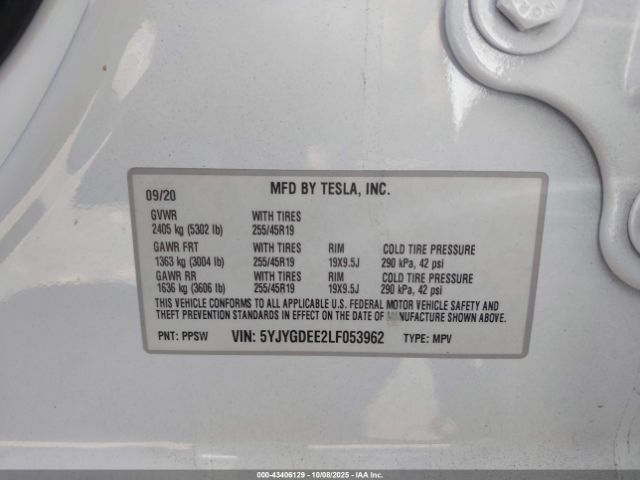 09/20 MFD BY TESLA, INC.
GVWR WITH TIRES
2405 kg (5302 lb) 255/45R19
GAWR FRT WITH TIRES RIM COLD TIRE PRESSURE
1363 kg (3004 lb) 255/45R19 19X9.5J 290 kPa, 42 psi
GAWR RR WITH TIRES RIM COLD TIRE PRESSURE
1636 kg (3606 lb) 255/45R19 19X9.5J 290 kPa, 42 psi
THIS VEHICLE CONFORMS TO ALL APPLICABLE U.S. FEDERAL MOTOR VEHICLE SAFETY AND
THEFT PREVENTION STANDARDS IN EFFECT ON THE DATE OF MANUFACTURE SHOWN ABOVE.
PNT: PPSW VIN: 5YJYGDEE2LF053962 TYPE: MPV
000-43406129 - 10/08/2025 - IAAI, Inc.